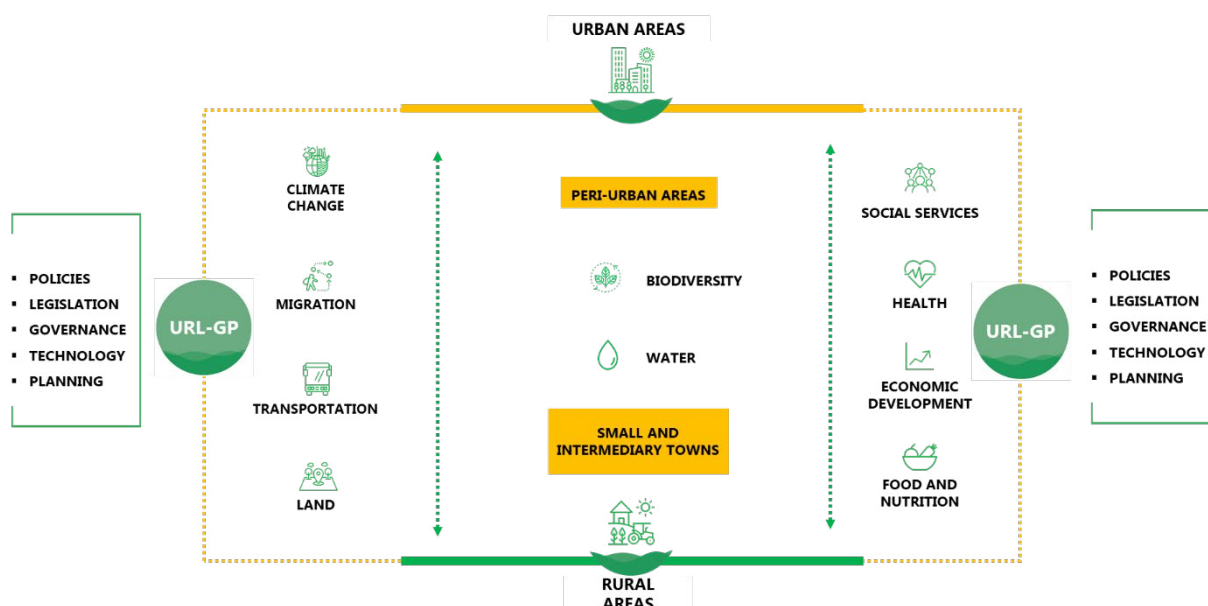 URBAN AREAS
CLIMATE
CHANGE
MIGRATION
TRANSPORTATION
LAND
PERI-URBAN AREAS
BIODIVERSITY
WATER
SMALL AND
INTERMEDIARY TOWNS
SOCIAL SERVICES
HEALTH
ECONOMIC
DEVELOPMENT
FOOD AND
NUTRITION
▪ POLICIES
▪ LEGISLATION
▪ GOVERNANCE
▪ TECHNOLOGY
▪ PLANNING
URL-GP
URL-GP
▪ POLICIES
▪ LEGISLATION
▪ GOVERNANCE
▪ TECHNOLOGY
▪ PLANNING
RURAL
AREAS